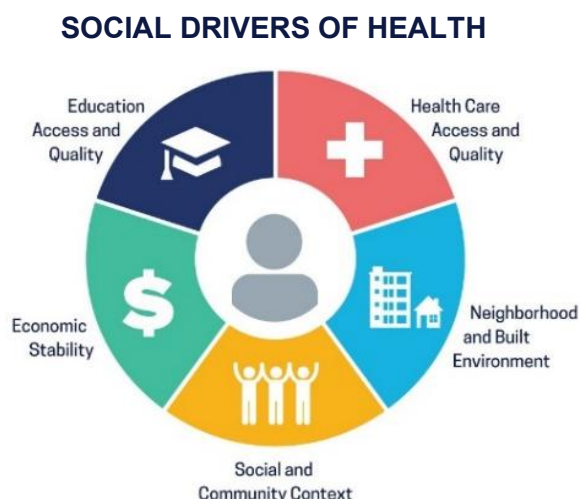 SOCIAL DRIVERS OF HEALTH
Education
Access and
Quality
Health Care
Access and
Quality
$
Economic
Stability
Neighborhood
and Built
Environment
Social and
Community Context